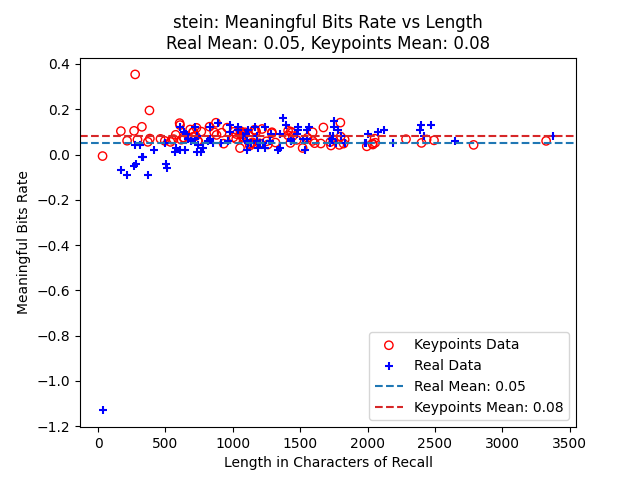 stein: Meaningful Bits Rate vs Length
Real Mean: 0.05, Keypoints Mean: 0.08
0.4
0.2
0.0
−0.2
−0.4
−0.6
−0.8
−1.0
−1.2
Meaningful Bits Rate
Keypoints Data
Real Data
Real Mean: 0.05
Keypoints Mean: 0.08
0 500 1000 1500 2000 2500 3000 3500
Length in Characters of Recall